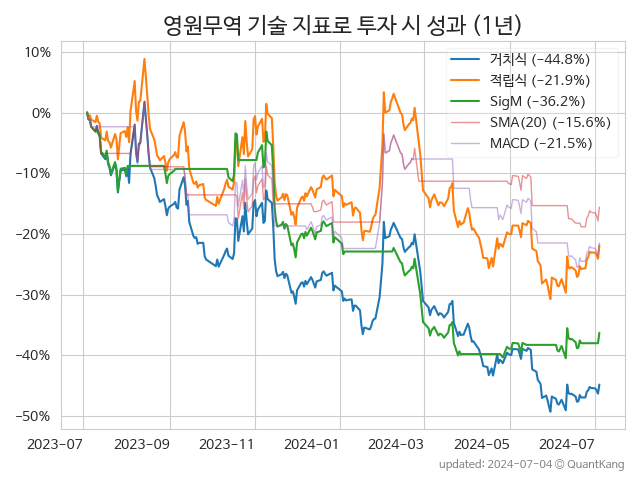 영원무역 기술 지표로 투자 시 성과 (1년)
10%
0%
−10%
−20%
−30%
−40%
−50%
거치식 (−44.8%)
적립식 (−21.9%)
SigM (−36.2%)
SMA(20) (−15.6%)
MACD (−21.5%)
2023-07
2023-09
2023-11
2024-01
2024-03
2024-05
2024-07
updated: 2024-07-04 © QuantKang